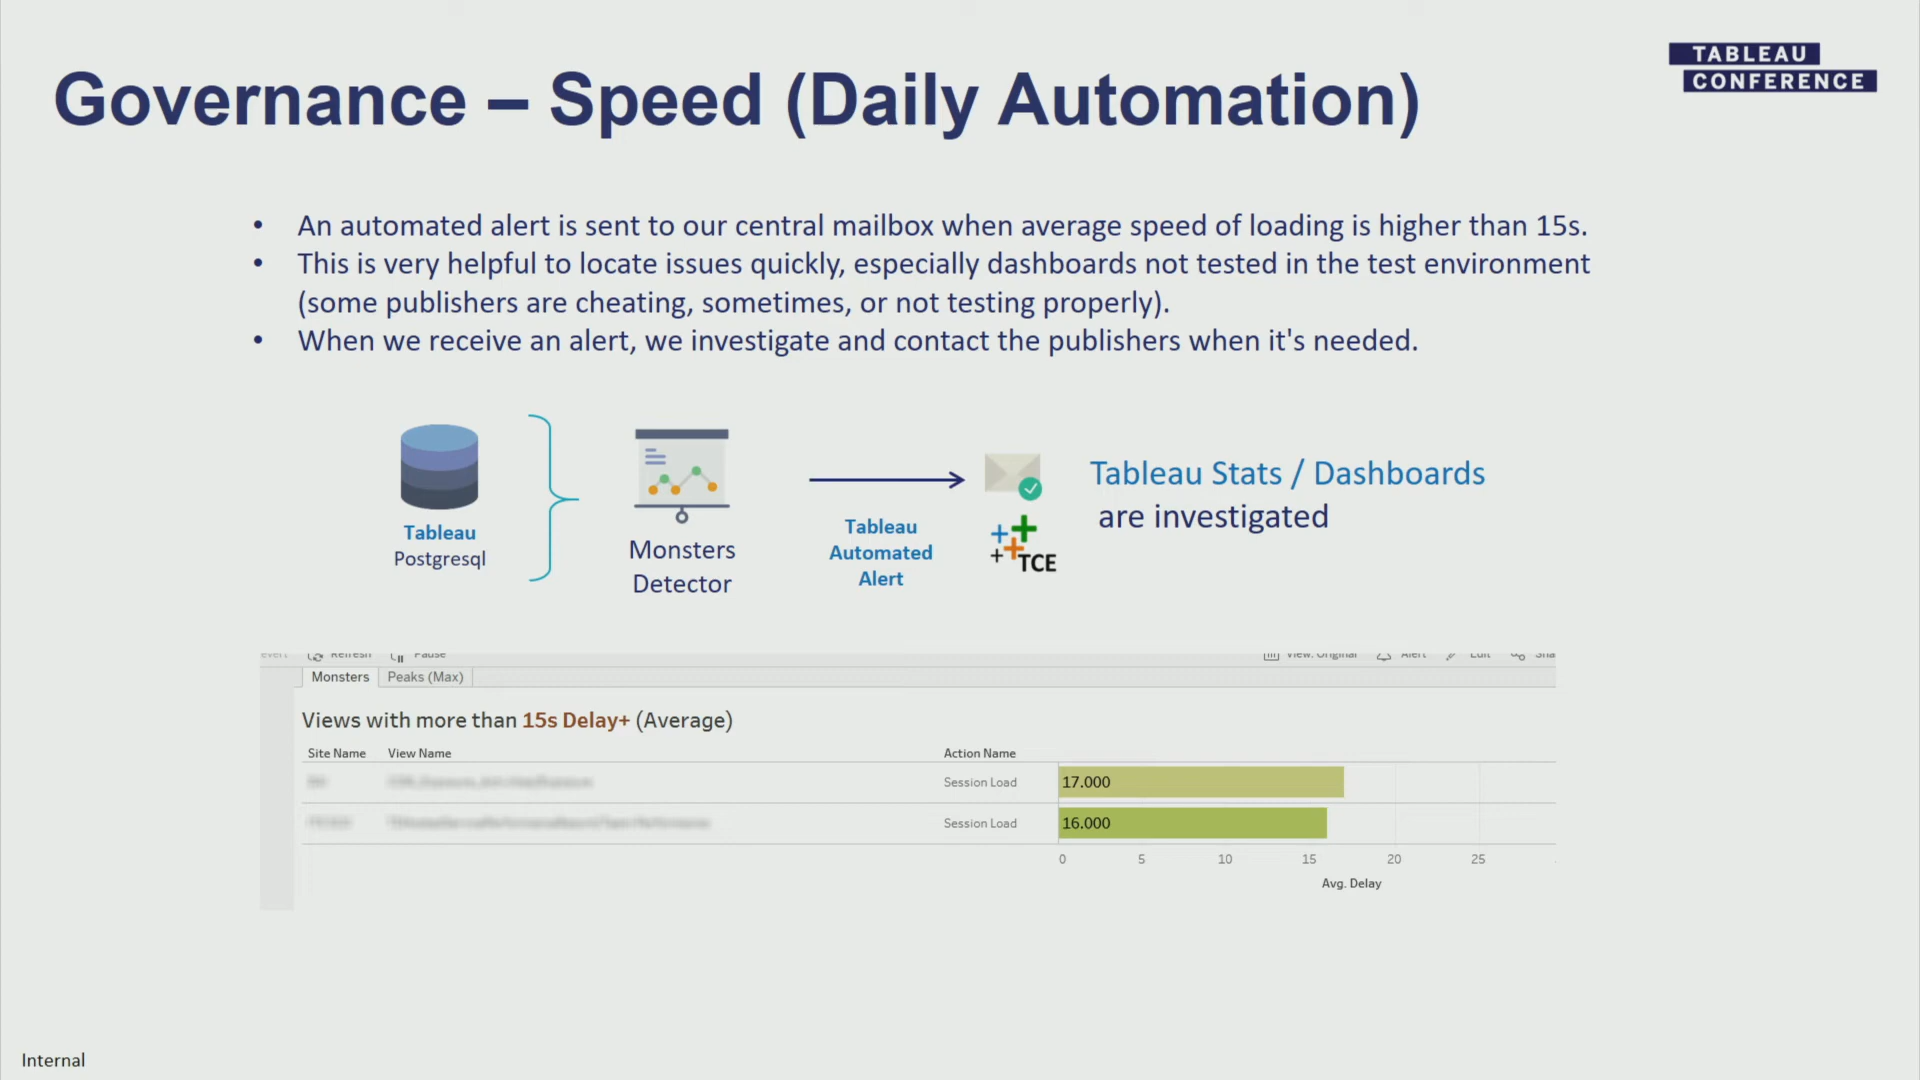 TABLEAU
CONFERENCE
Governance – Speed (Daily Automation)
• An automated alert is sent to our central mailbox when average speed of loading is higher than 15s.
• This is very helpful to locate issues quickly, especially dashboards not tested in the test environment
(some publishers are cheating, sometimes, or not testing properly).
• When we receive an alert, we investigate and contact the publishers when it's needed.
Tableau
Postgresql
Monsters
Detector
Tableau
Automated
Alert
TCE
Tableau Stats / Dashboards
are investigated
Refresh Pause View: Original Alert Edit
Monsters Peaks (Max)
Views with more than 15s Delay+ (Average)
Site Name View Name Action Name
Session Load 17.000
Session Load 16.000
0 5 10 15 20 25
Avg. Delay
Internal